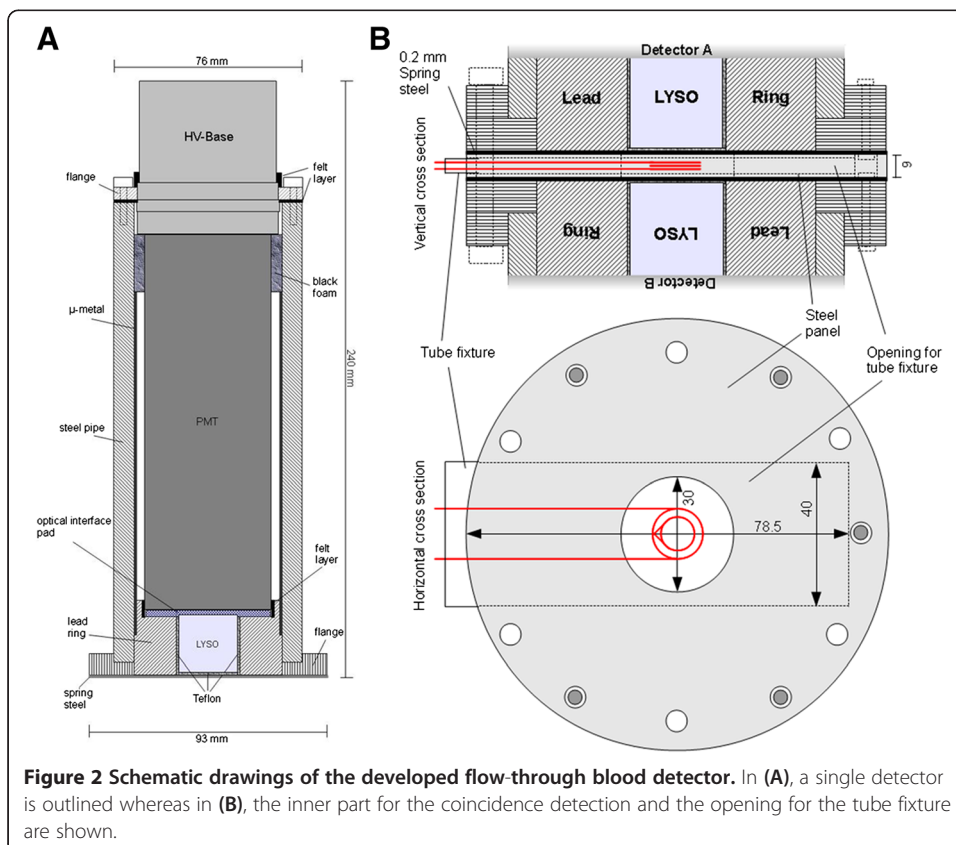 A
76 mm
HV-Base
felt
layer
flange
black
foam
µ-metal
240 mm
PMT
steel pipe
optical interface
pad
felt
layer
lead
ring
LYSO
flange
spring
steel
Teflon
93 mm
B
0.2 mm
Spring
steel
Detector A
Lead
LYSO
Ring
Vertical cross section
9
Ring
LYSO
Lead
Detector B
Steel
panel
Tube fixture
Opening for
tube fixture
Horizontal cross section
30
40
78.5
Figure 2 Schematic drawings of the developed flow-through blood detector. In (A), a single detector
is outlined whereas in (B), the inner part for the coincidence detection and the opening for the tube fixture
are shown.